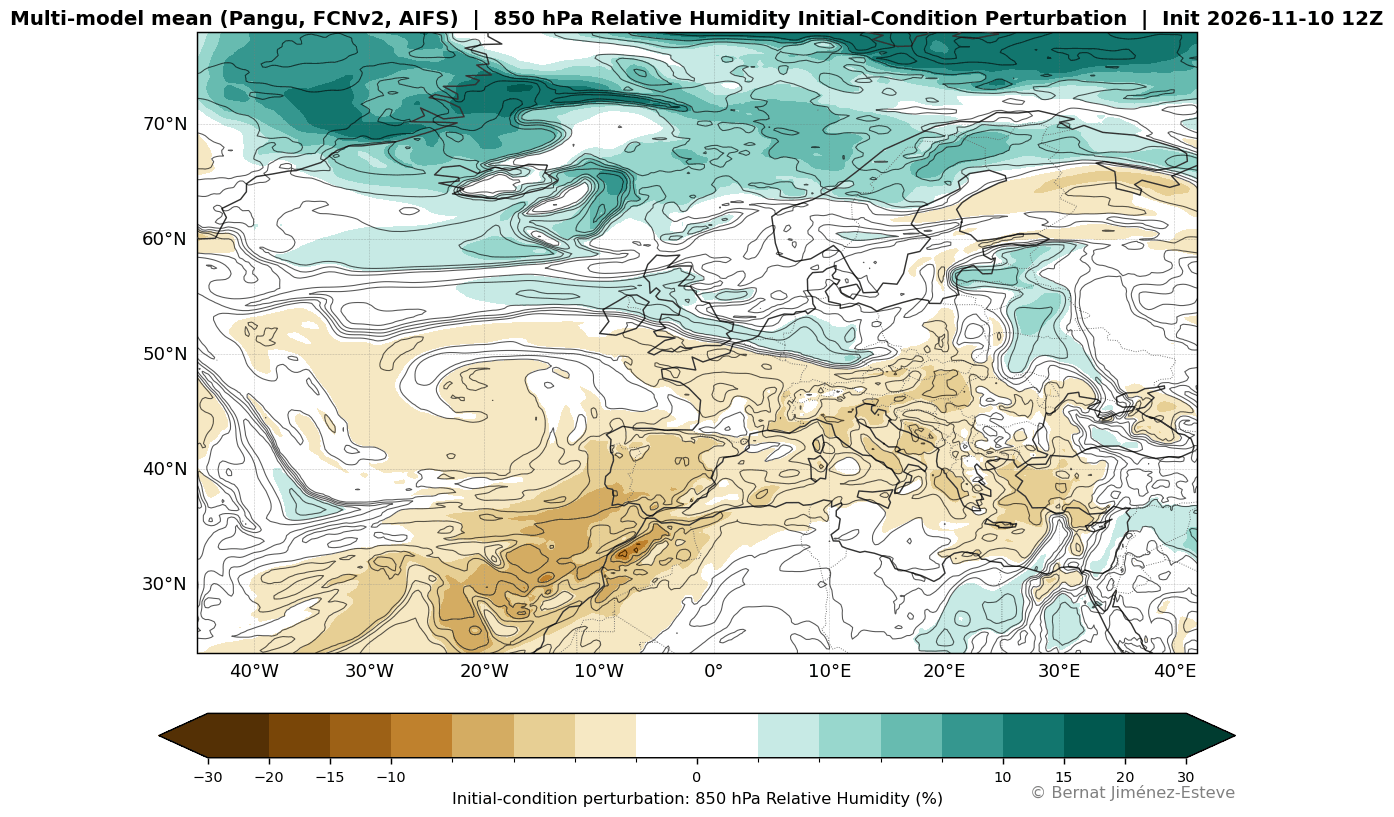 Multi-model mean (Pangu, FCNv2, AIFS)  |  850 hPa Relative Humidity Initial-Condition Perturbation  |  Init 2026-11-10 12Z
70°N
60°N
50°N
40°N
30°N
40°W 30°W 20°W 10°W 0° 10°E 20°E 30°E 40°E
−30 −20 −15 −10 0 10 15 20 30
Initial-condition perturbation: 850 hPa Relative Humidity (%)
© Bernat Jiménez-Esteve